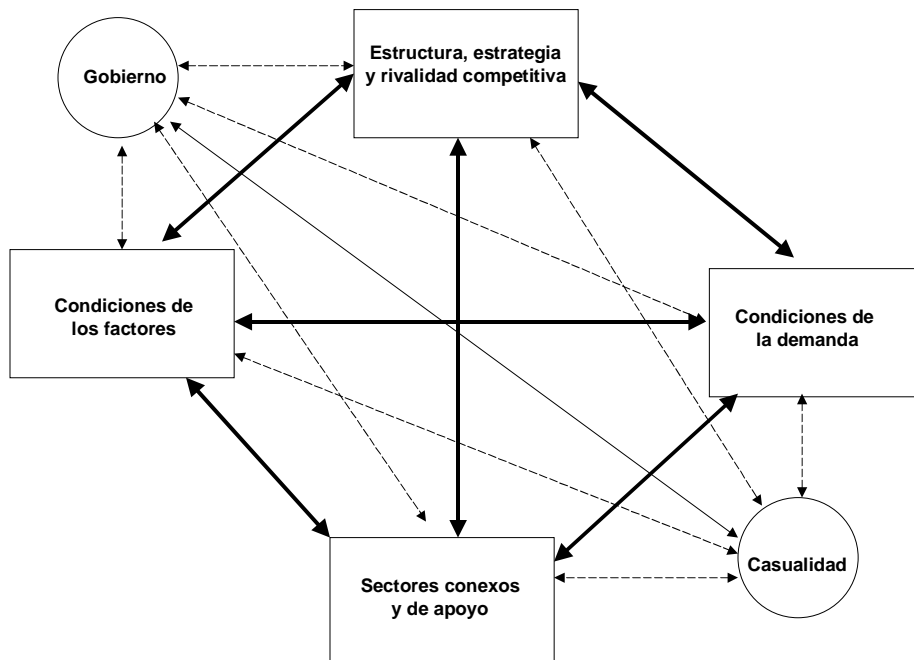 Estructura, estrategia
y rivalidad competitiva
Gobierno
Condiciones de
los factores
Condiciones de
la demanda
Sectores conexos
y de apoyo
Casualidad